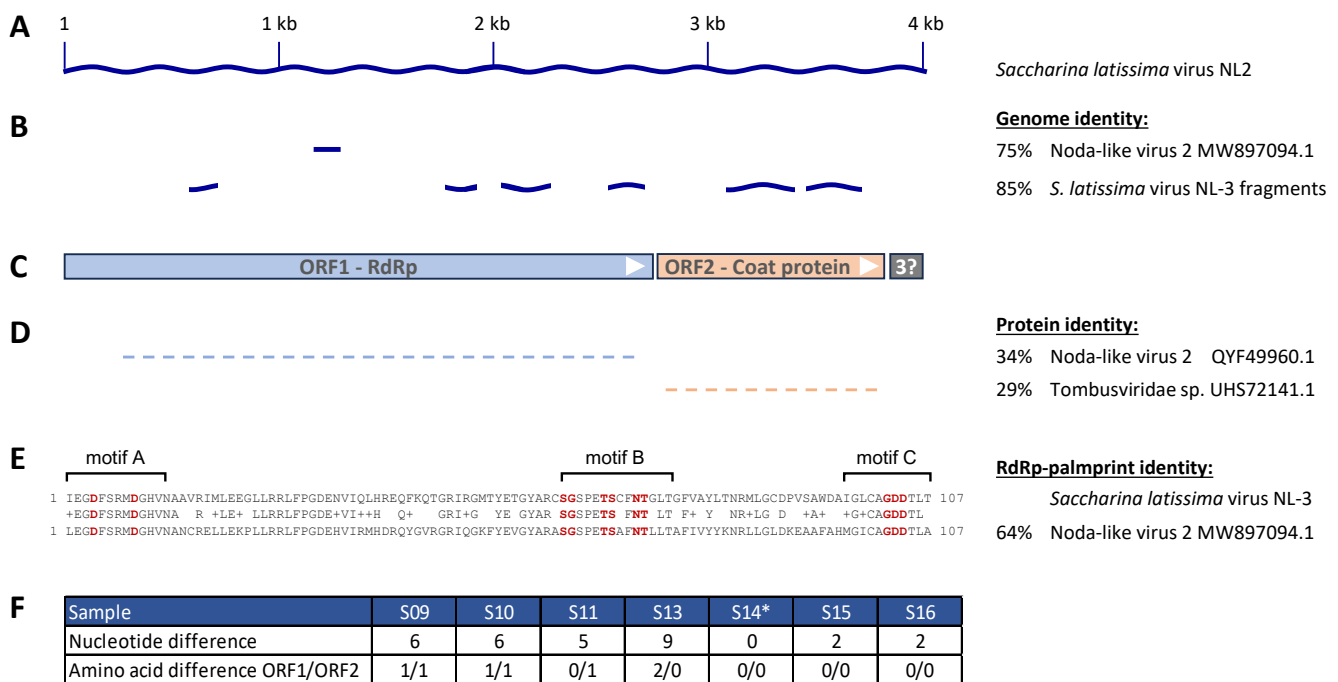 A
1 1 kb 2 kb 3 kb 4 kb
Saccharina latissima virus NL2
B
Genome identity:
75% Noda-like virus 2 MW897094.1
85% S. latissima virus NL-3 fragments
C
ORF1 - RdRp ORF2 - Coat protein 3?
D
Protein identity:
34% Noda-like virus 2 QYF49960.1
29% Tombusviridae sp. UHS72141.1
E
motif A motif B motif C
RdRp-palmprint identity:
1 IEGDFSRMDGHVNAAVRIMLEEGLLRRLFPGDENVIQLHREQFKQTGRIRGMTYETGYARCSGSPETSCFNTGLTGFVAYLTNRMLGCDPVSAWDAIGLCAGDDTLT 107
Saccharina latissima virus NL-3
+EGDFSRMDGHVNA R +LE+ LLRRLFPGDE+VI++H Q+ GRI+G YE GYAR SGSPETS FNT LT F+ Y NR+LG D +A+ +G+CAGDDTL
1 LEGDFSRMDGHVNANCRELLEKPLLRRLFPGDEHVIRMHDRQYGVRGRIQGKFYEVGYARASGSPETSAFNTLLTAFIVYYKNRLLGLDKEAAFAHMGICAGDDTLA 107
64% Noda-like virus 2 MW897094.1
F
Sample S09 S10 S11 S13 S14* S15 S16
Nucleotide difference 6 6 5 9 0 2 2
Amino acid difference ORF1/ORF2 1/1 1/1 0/1 2/0 0/0 0/0 0/0